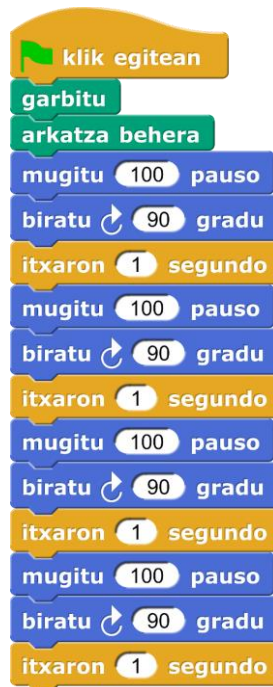 klik egitean
garbitu
arkatza behera
mugitu 100 pauso
biratu 90 gradu
itxaron 1 segundo
mugitu 100 pauso
biratu 90 gradu
itxaron 1 segundo
mugitu 100 pauso
biratu 90 gradu
itxaron 1 segundo
mugitu 100 pauso
biratu 90 gradu
itxaron 1 segundo